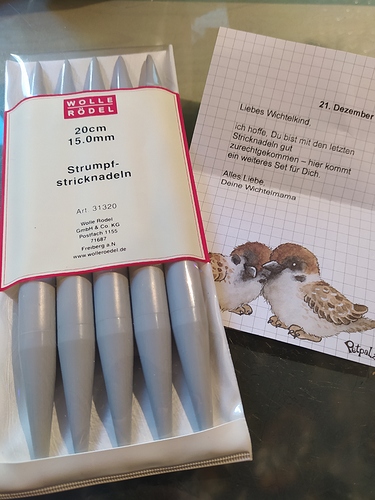 WOLLE
RÖDEL
20cm
15.0mm
Strumpf-
stricknadeln
Art. 31320
Wolle Rödel
GmbH & Co. KG
Postfach 1155
71687
Freiberg a.N
www.wolleroedel.de
21. Dezember
Liebes Wichtelkind
ich hoffe, Du bist mit den letzten
Stricknadeln gut
zurechtgekommen – hier kommt
ein weiteres Set für Dich.
Alles Liebe
Deine Wichtelmama